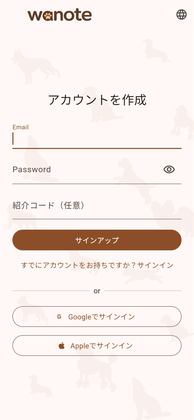 wanote
アカウントを作成
Email
Password
紹介コード（任意）
サインアップ
すでにアカウントをお持ちですか？サインイン
or
G Googleでサインイン
Appleでサインイン